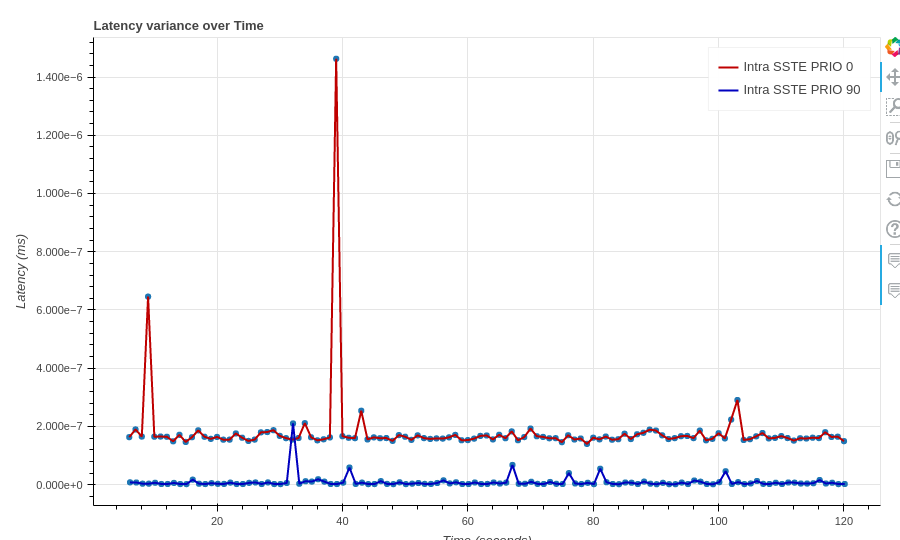 Latency variance over Time
Intra SSTE PRIO 0
Intra SSTE PRIO 90
Latency (ms)
1.400e−6
1.200e−6
1.000e−6
8.000e−7
6.000e−7
4.000e−7
2.000e−7
0.000e+0
20 40 60 80 100 120
Time (seconds)